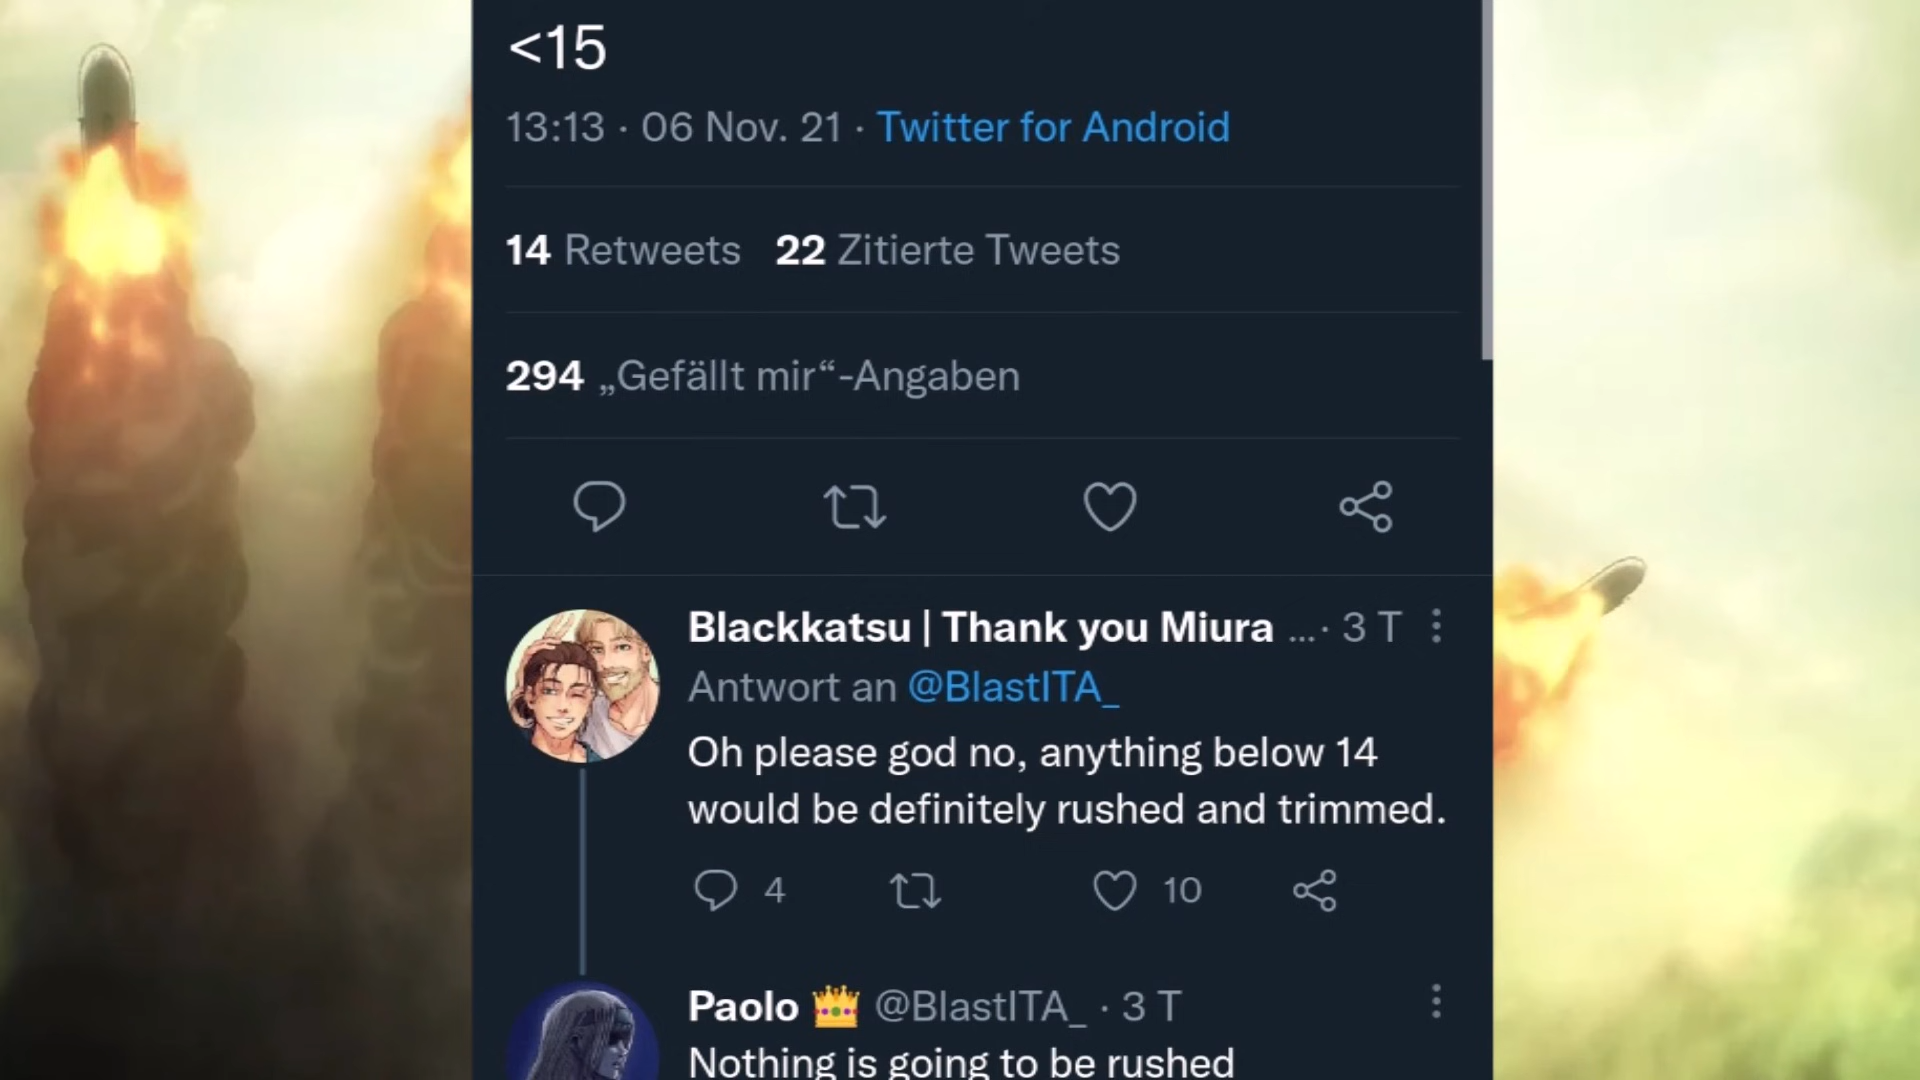 <15
13:13 · 06 Nov. 21 · Twitter for Android
14 Retweets 22 Zitierte Tweets
294 „Gefällt mir“-Angaben
Blackkatsu | Thank you Miura ... · 3 T
Antwort an @BlastITA_
Oh please god no, anything below 14
would be definitely rushed and trimmed.
4 10
Paolo 👑 @BlastITA_ · 3 T
Nothing is going to be rushed